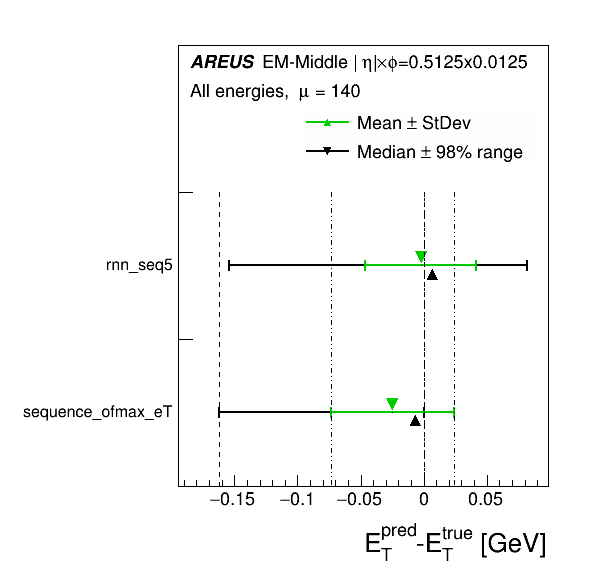 AREUS EM-Middle |η|×ϕ=0.5125x0.0125
All energies, μ = 140
Mean ± StDev
Median ± 98% range
rnn_seq5
sequence_ofmax_eT
−0.15 −0.1 −0.05 0 0.05
E_T^pred-E_T^true [GeV]